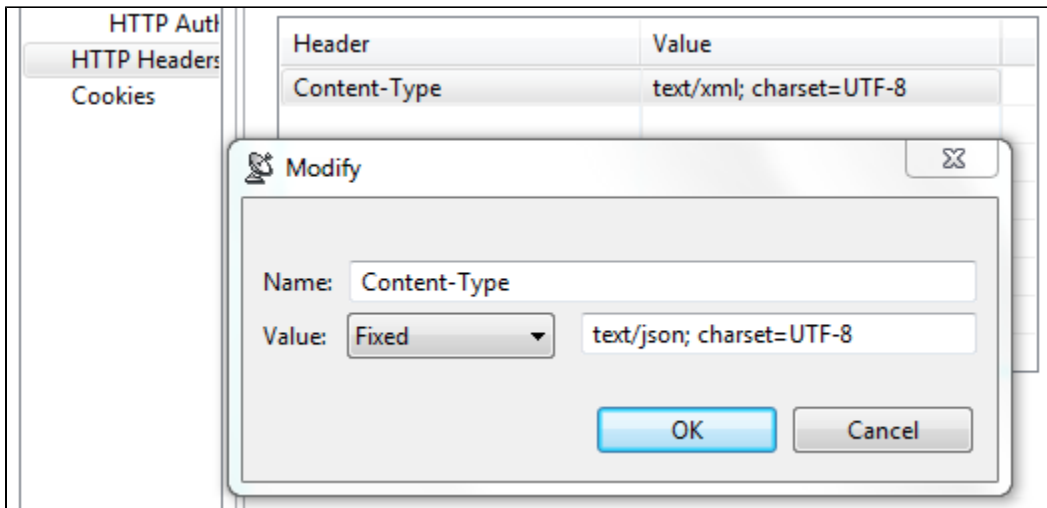 HTTP Auth
HTTP Headers
Cookies
Header Value
Content-Type text/xml; charset=UTF-8
Modify
Name: Content-Type
Value: Fixed text/json; charset=UTF-8
OK Cancel